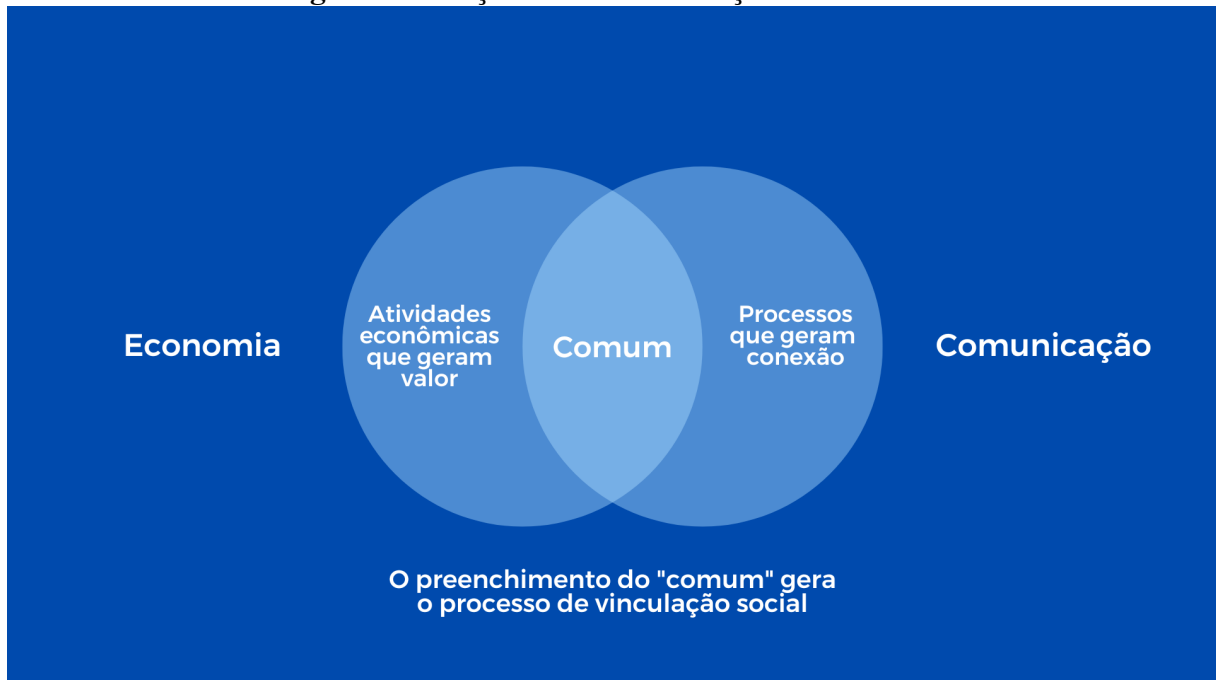 Economia
Atividades
econômicas
que geram
valor
Comum
Processos
que geram
conexão
Comunicação
O preenchimento do "comum" gera
o processo de vinculação social